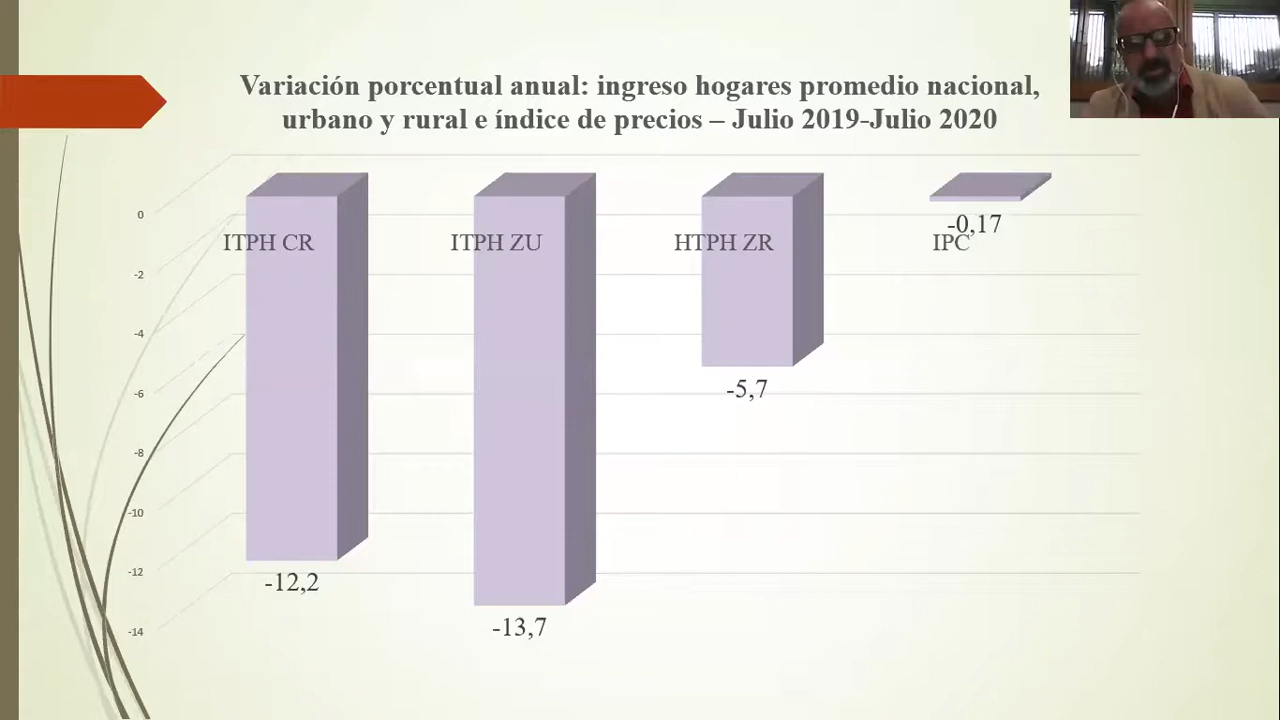 Variación porcentual anual: ingreso hogares promedio nacional,
urbano y rural e índice de precios – Julio 2019-Julio 2020
0
-2
-4
-6
-8
-10
-12
-14
ITPH CR
ITPH ZU
HTPH ZR
IPC
-0,17
-5,7
-12,2
-13,7